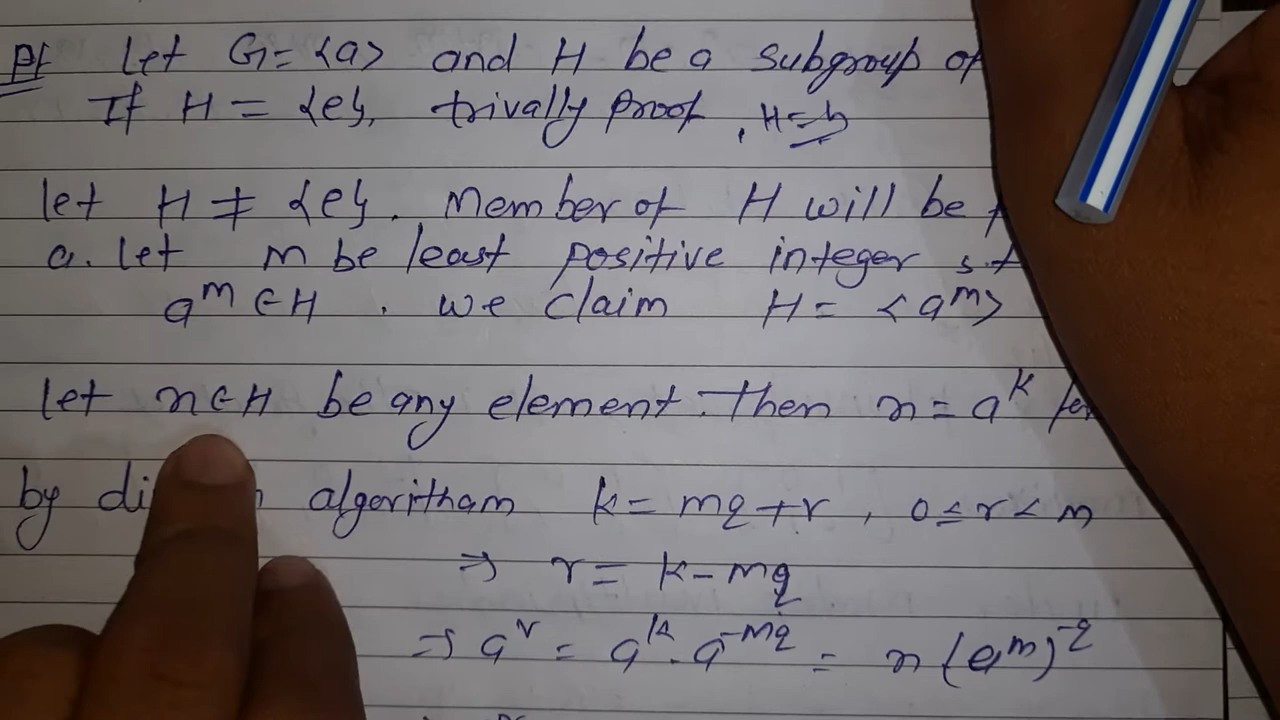 Pf Let G = <a> and H be a subgroup of
If H = {e}, trivally proof, H = G
let H ≠ {e}. Member of H will be
a. let m be least positive integer s.t
a^m ∈ H . we claim H = <a^m>
let x ∈ H be any element. Then x = a^k for
by algoritham k = mq + r , 0 ≤ r < m
⇒ r = k - mq
⇒ a^r = a^k . a^-mq = x (a^m)^-q